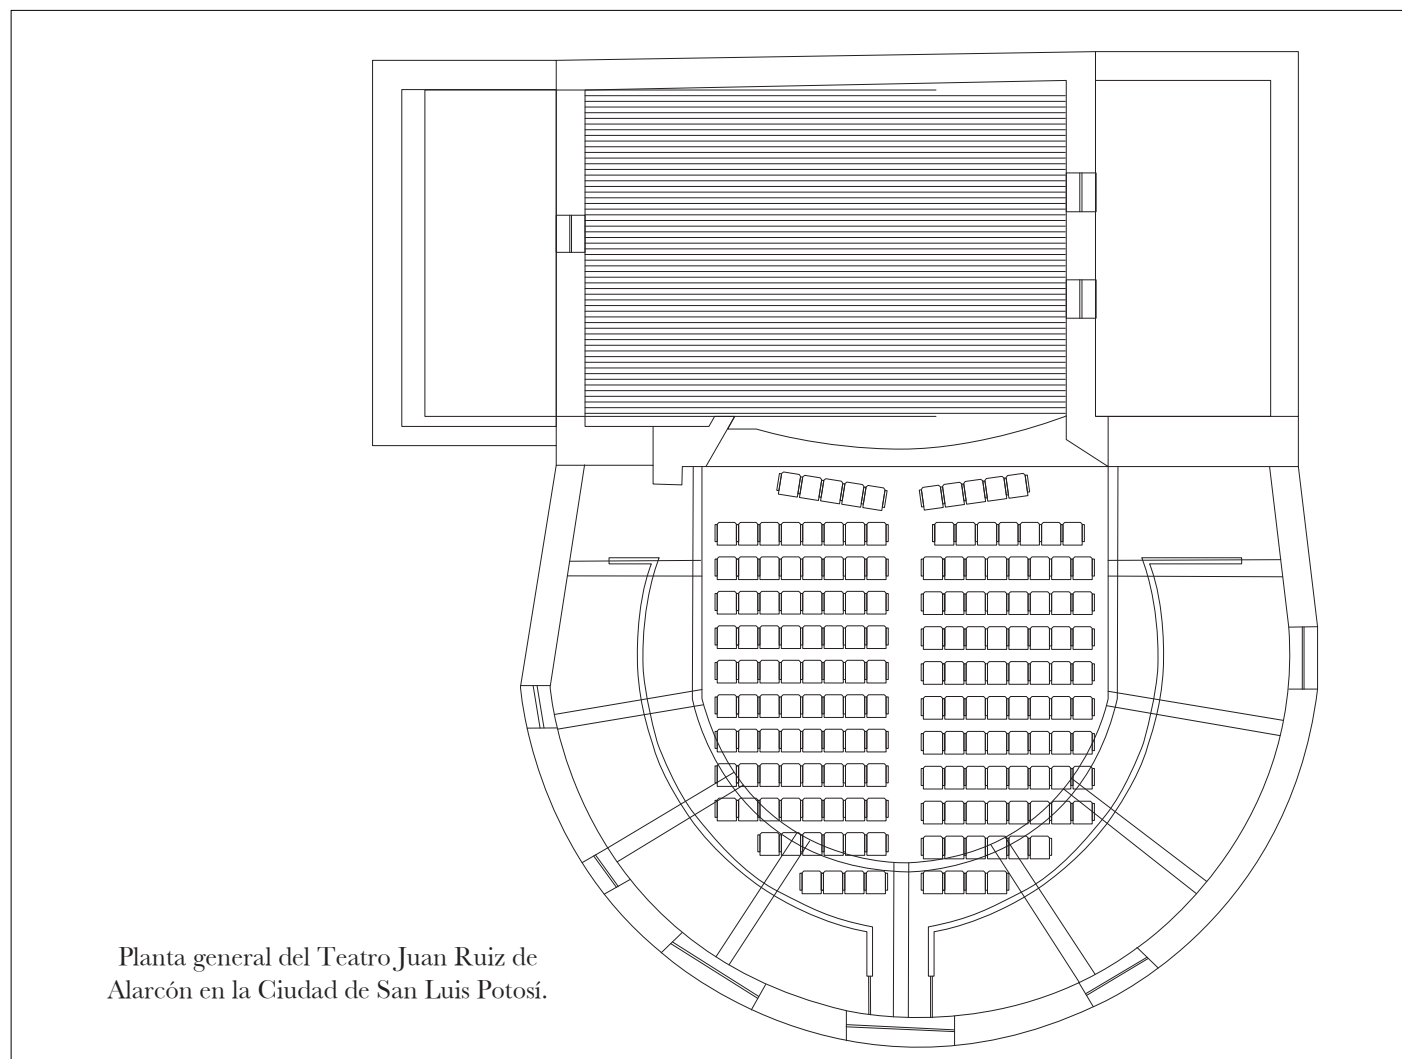 Planta general del Teatro Juan Ruiz de
Alarcón en la Ciudad de San Luis Potosí.